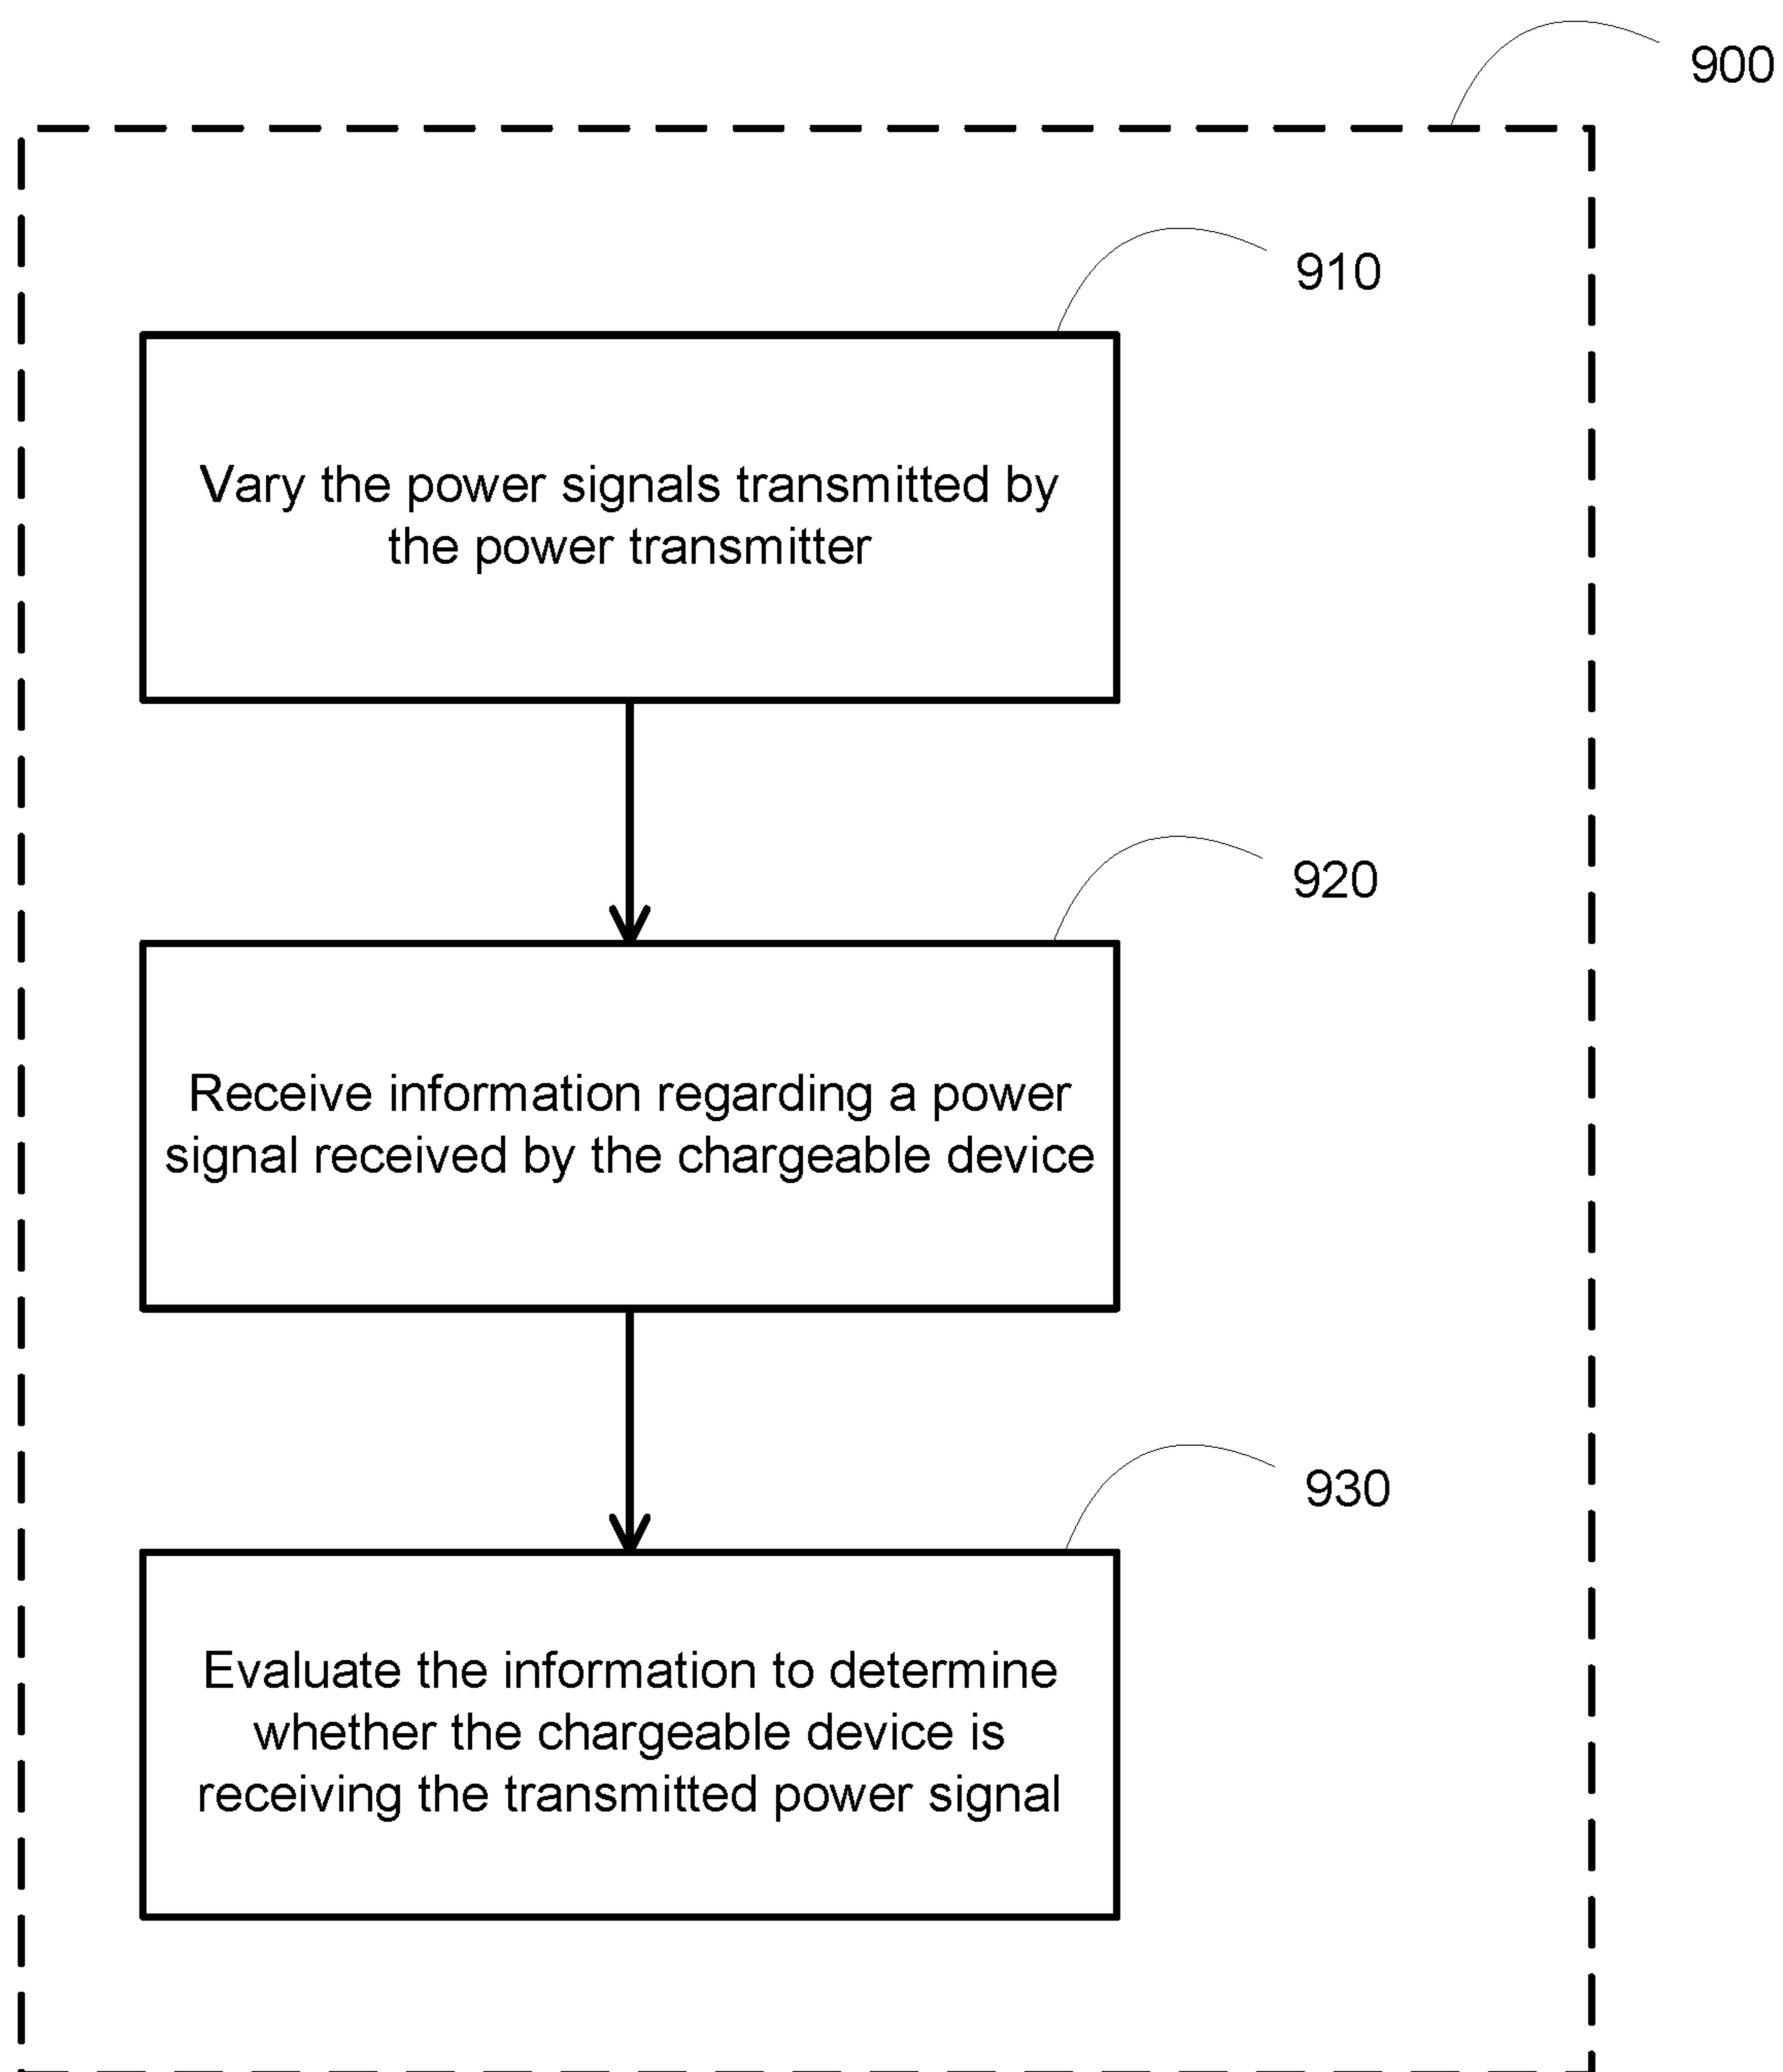 900
910
Vary the power signals transmitted by
the power transmitter
920
Receive information regarding a power
signal received by the chargeable device
930
Evaluate the information to determine
whether the chargeable device is
receiving the transmitted power signal